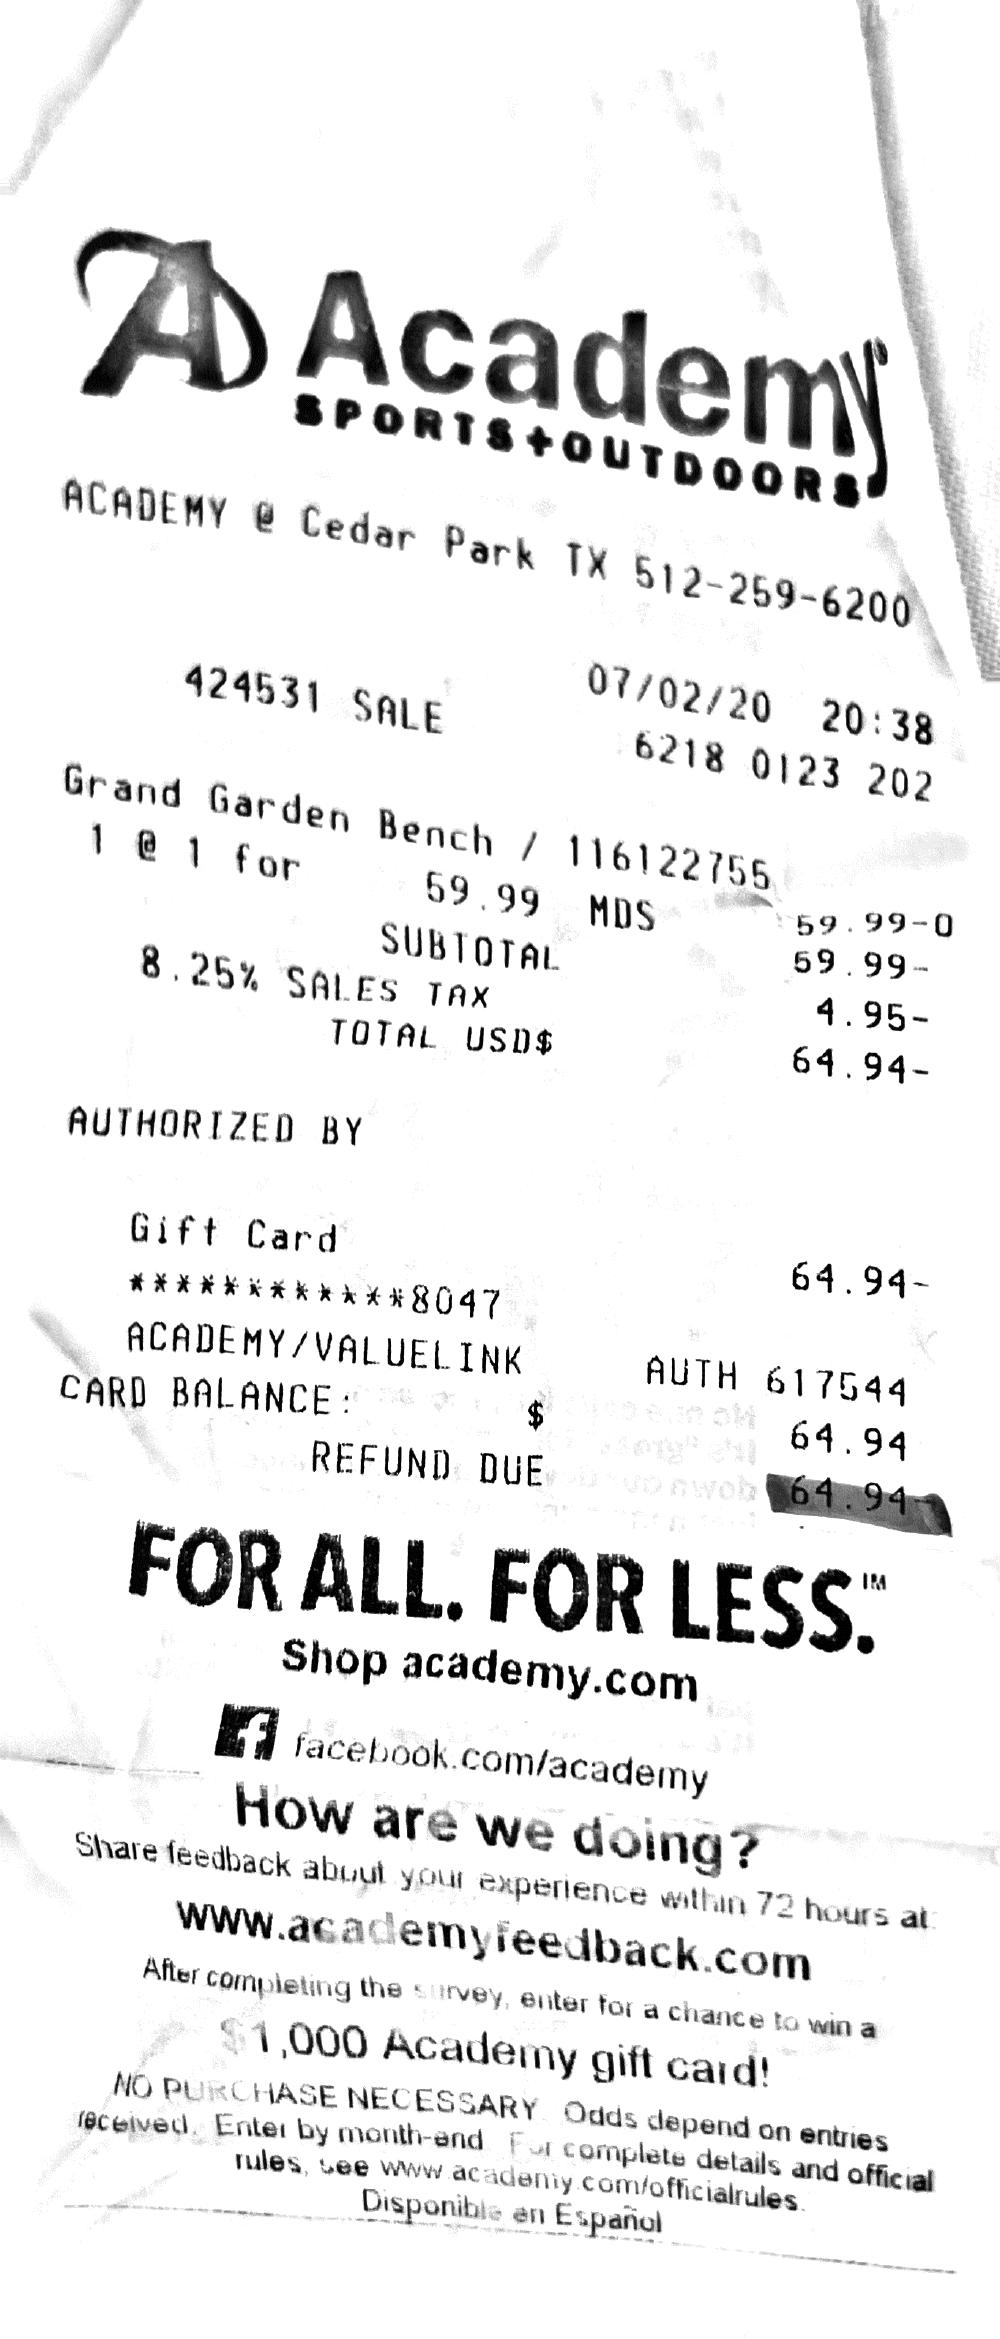 A Academy
SPORTS+OUTDOORS
ACADEMY @ Cedar Park TX 512-259-6200
424531 SALE 07/02/20 20:38
6218 0123 202
Grand Garden Bench / 116122755
1 @ 1 for 59.99 MDS 59.99-O
SUBTOTAL 59.99-
8.25% SALES TAX 4.95-
TOTAL USD$ 64.94-
AUTHORIZED BY
Gift Card 64.94-
************8047
ACADEMY/VALUELINK AUTH 617544
CARD BALANCE: $ 64.94
REFUND DUE 64.94-
FOR ALL. FOR LESS.™
Shop academy.com
f facebook.com/academy
How are we doing?
Share feedback about your experience within 72 hours at:
www.academyfeedback.com
After completing the survey, enter for a chance to win a
$1,000 Academy gift card!
NO PURCHASE NECESSARY. Odds depend on entries
received. Enter by month-end. For complete details and official
rules, see www.academy.com/officialrules.
Disponible en Español